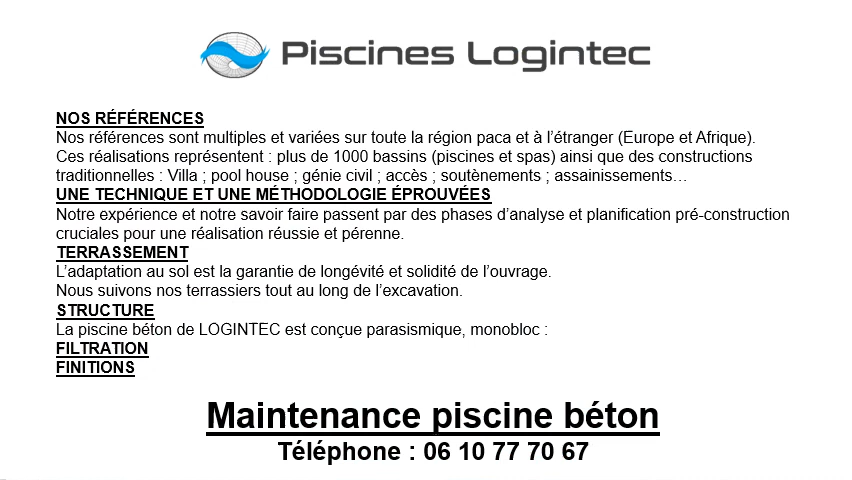 Piscines Logintec
NOS RÉFÉRENCES
Nos références sont multiples et variées sur toute la région paca et à l’étranger (Europe et Afrique).
Ces réalisations représentent : plus de 1000 bassins (piscines et spas) ainsi que des constructions
traditionnelles : Villa ; pool house ; génie civil ; accès ; soutènements ; assainissements…
UNE TECHNIQUE ET UNE MÉTHODOLOGIE ÉPROUVÉES
Notre expérience et notre savoir faire passent par des phases d’analyse et planification pré-construction
cruciales pour une réalisation réussie et pérenne.
TERRASSEMENT
L’adaptation au sol est la garantie de longévité et solidité de l’ouvrage.
Nous suivons nos terrassiers tout au long de l’excavation.
STRUCTURE
La piscine béton de LOGINTEC est conçue parasismique, monobloc :
FILTRATION
FINITIONS
Maintenance piscine béton
Téléphone : 06 10 77 70 67